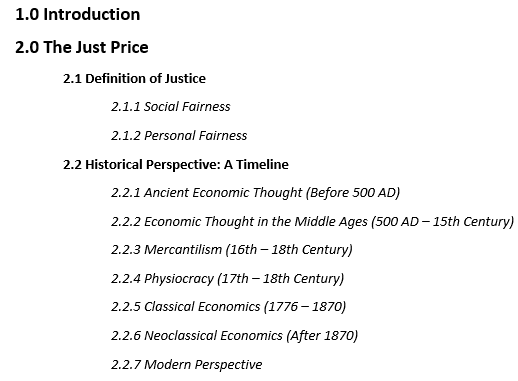 1.0 Introduction
2.0 The Just Price
2.1 Definition of Justice
2.1.1 Social Fairness
2.1.2 Personal Fairness
2.2 Historical Perspective: A Timeline
2.2.1 Ancient Economic Thought (Before 500 AD)
2.2.2 Economic Thought in the Middle Ages (500 AD – 15th Century)
2.2.3 Mercantilism (16th – 18th Century)
2.2.4 Physiocracy (17th – 18th Century)
2.2.5 Classical Economics (1776 – 1870)
2.2.6 Neoclassical Economics (After 1870)
2.2.7 Modern Perspective